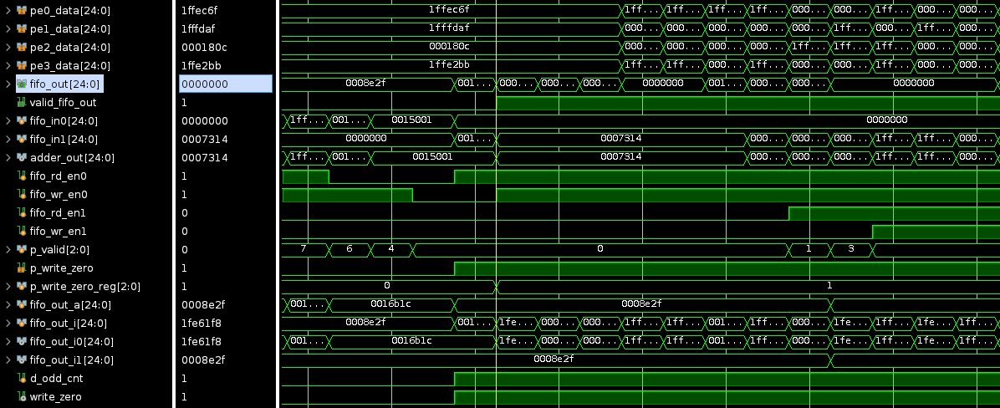 pe0_data[24:0] 1ffec6f 1ffec6f 1ff... 1ff... 1ff... 1ff... 000... 000... 1ff... 000... 000...
pe1_data[24:0] 1fffdaf 1fffdaf 000... 000... 000... 000... 000... 1ff... 1ff... 000... 000...
pe2_data[24:0] 000180c 000180c 000... 000... 000... 000... 1ff... 1ff... 1ff... 000... 000...
pe3_data[24:0] 1ffe2bb 1ffe2bb 1ff... 1ff... 000... 1ff... 000... 000... 1ff... 000... 000...
fifo_out[24:0] 0000000 0008e2f 001... 000... 000... 000... 0000000 001... 000... 000... 0000000
valid_fifo_out 1
fifo_in0[24:0] 0000000 1ff... 001... 0015001 0000000
fifo_in1[24:0] 0007314 0000000 001... 0007314 000... 000... 1ff... 1ff... 000... 000...
adder_out[24:0] 0007314 1ff... 001... 0015001 0007314 000... 000... 000... 1ff... 1ff... 000...
fifo_rd_en0 1
fifo_wr_en0 1
fifo_rd_en1 0
fifo_wr_en1 0
p_valid[2:0] 0 7 6 4 0 1 3
p_write_zero 1
p_write_zero_reg[2:0] 1 0 1
fifo_out_a[24:0] 0008e2f 001... 0016b1c 0008e2f
fifo_out_i[24:0] 1fe61f8 0008e2f 001... 1fe... 000... 000... 1ff... 1ff... 001... 1ff... 000... 1fe... 1ff... 1fe... 1ff...
fifo_out_i0[24:0] 1fe61f8 001... 0016b1c 1fe... 000... 000... 1ff... 1ff... 001... 1ff... 000... 1fe... 1ff... 1fe... 1ff...
fifo_out_i1[24:0] 0008e2f 0008e2f
d_odd_cnt 1
write_zero 1